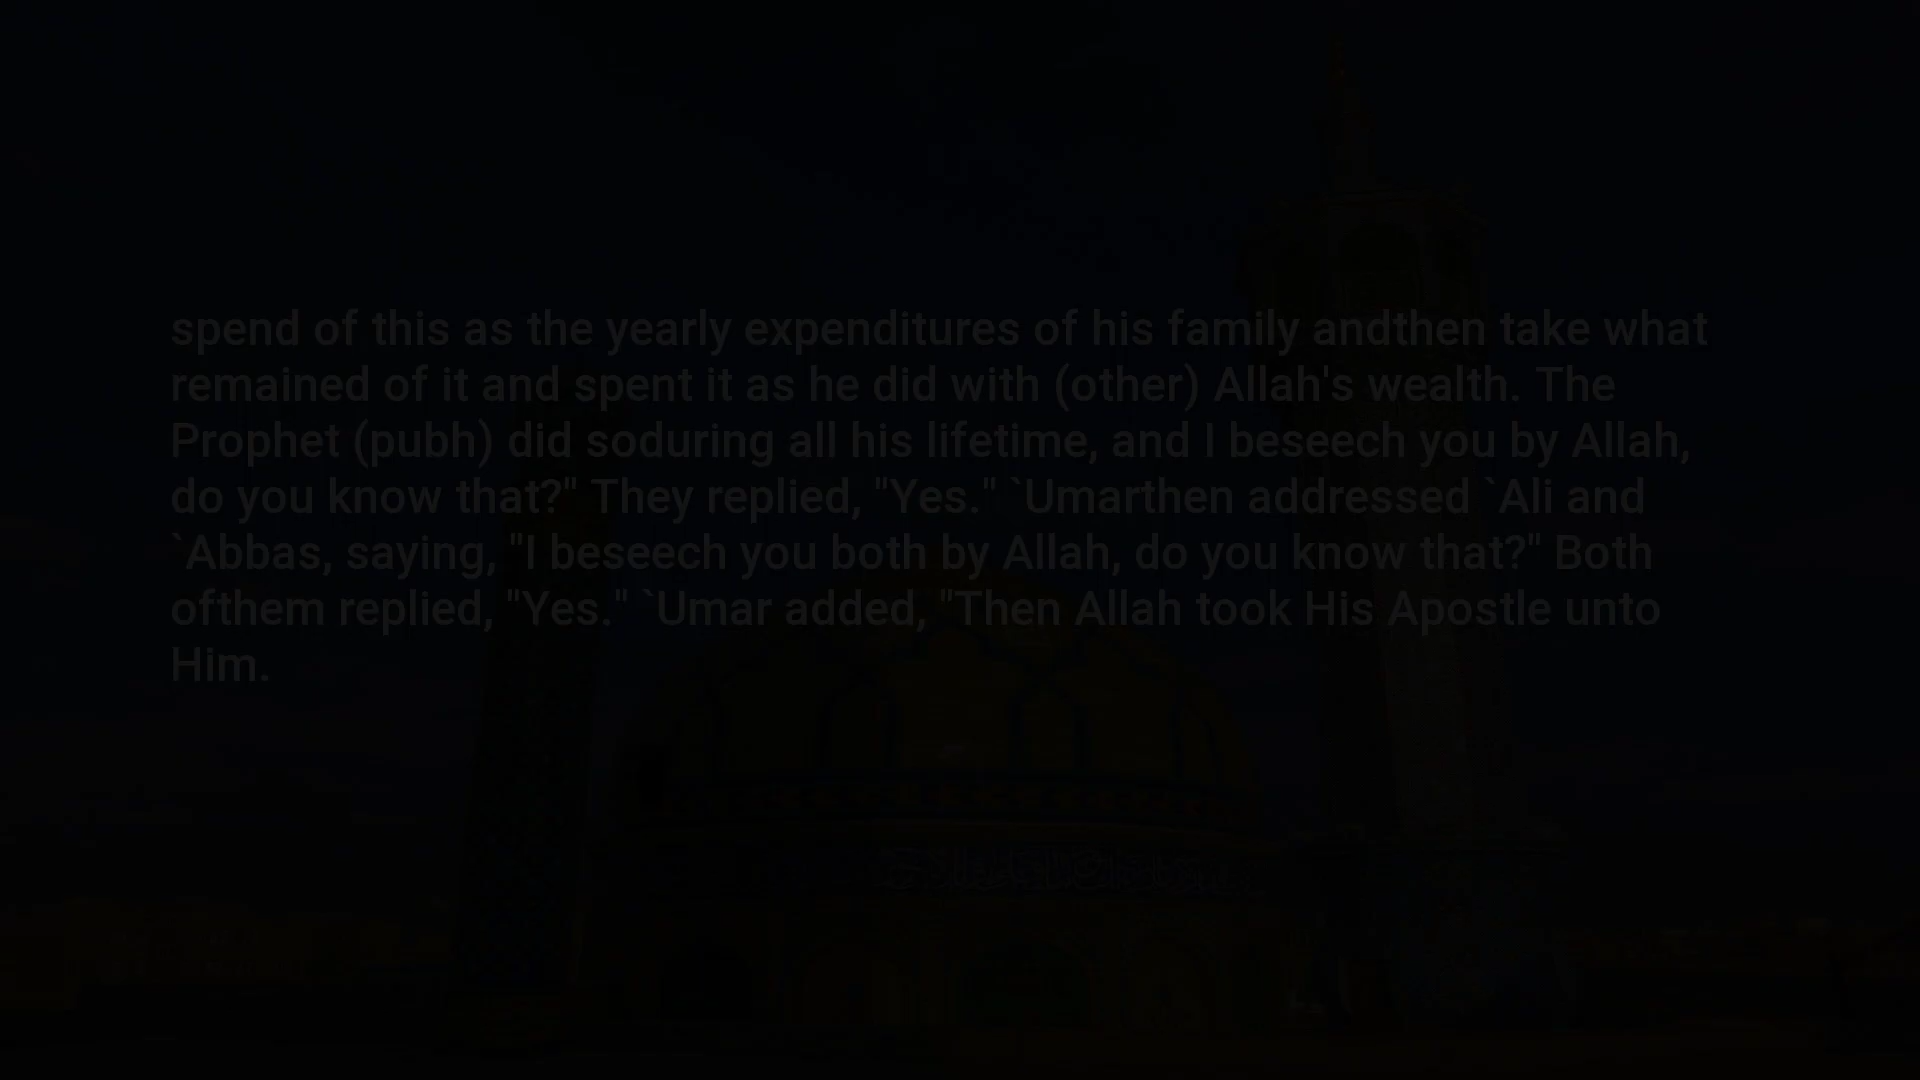 spend of this as the yearly expenditures of his family andthen take what
remained of it and spent it as he did with (other) Allah's wealth. The
Prophet (pubh) did soduring all his lifetime, and I beseech you by Allah,
do you know that?" They replied, "Yes." `Umarthen addressed `Ali and
`Abbas, saying, "I beseech you both by Allah, do you know that?" Both
ofthem replied, "Yes." `Umar added, "Then Allah took His Apostle unto
Him.